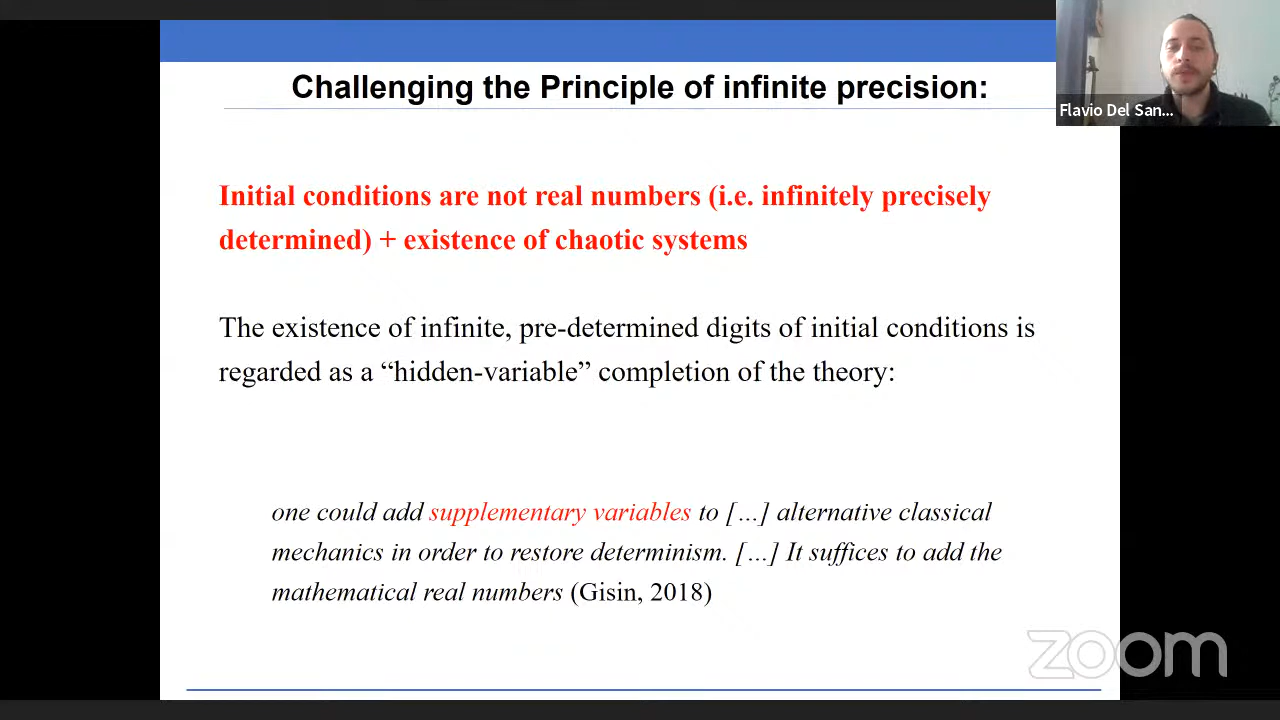 Challenging the Principle of infinite precision:
Flavio Del San...
Initial conditions are not real numbers (i.e. infinitely precisely
determined) + existence of chaotic systems
The existence of infinite, pre-determined digits of initial conditions is
regarded as a “hidden-variable” completion of the theory:
one could add supplementary variables to […] alternative classical
mechanics in order to restore determinism. […] It suffices to add the
mathematical real numbers (Gisin, 2018)
zoom